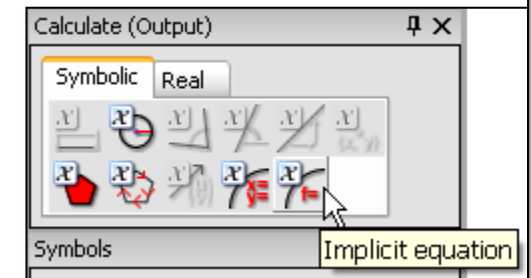 Calculate (Output)
Symbolic Real
x x x x x x (x,y)
x x x x x= y= x f=
Symbols
Implicit equation